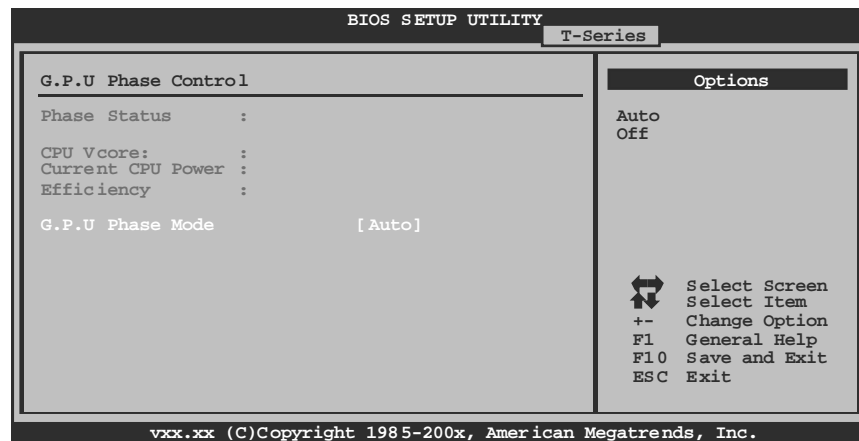 BIOS SETUP UTILITY
T-Series
G.P.U Phase Control
Phase Status :
CPU Vcore: :
Current CPU Power :
Efficiency :
G.P.U Phase Mode [Auto]
Options
Auto
Off
Select Screen
Select Item
+- Change Option
F1 General Help
F10 Save and Exit
ESC Exit
vxx.xx (C)Copyright 1985-200x, American Megatrends, Inc.